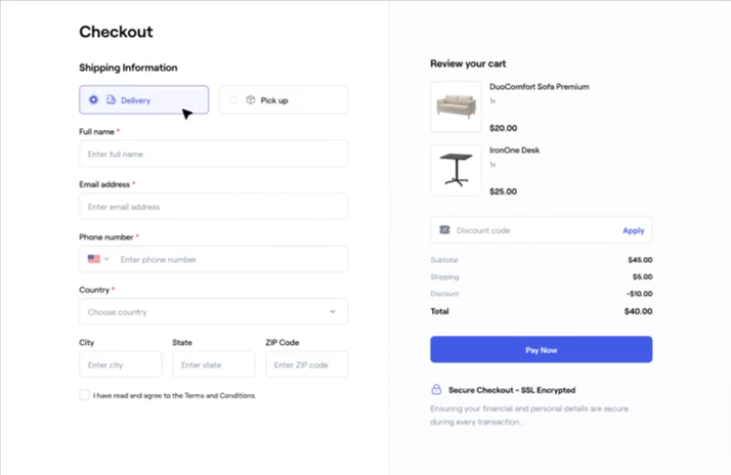 Checkout
Shipping Information
Delivery
Pick up
Full name *
Enter full name
Email address *
Enter email address
Phone number *
Enter phone number
Country *
Choose country
City State ZIP Code
Enter city Enter state Enter ZIP code
I have read and agree to the Terms and Conditions.
Review your cart
DuoComfort Sofa Premium
1x
$20.00
IronOne Desk
1x
$25.00
Discount code Apply
Subtotal $45.00
Shipping $5.00
Discount -$10.00
Total $40.00
Pay Now
Secure Checkout - SSL Encrypted
Ensuring your financial and personal details are secure
during every transaction.